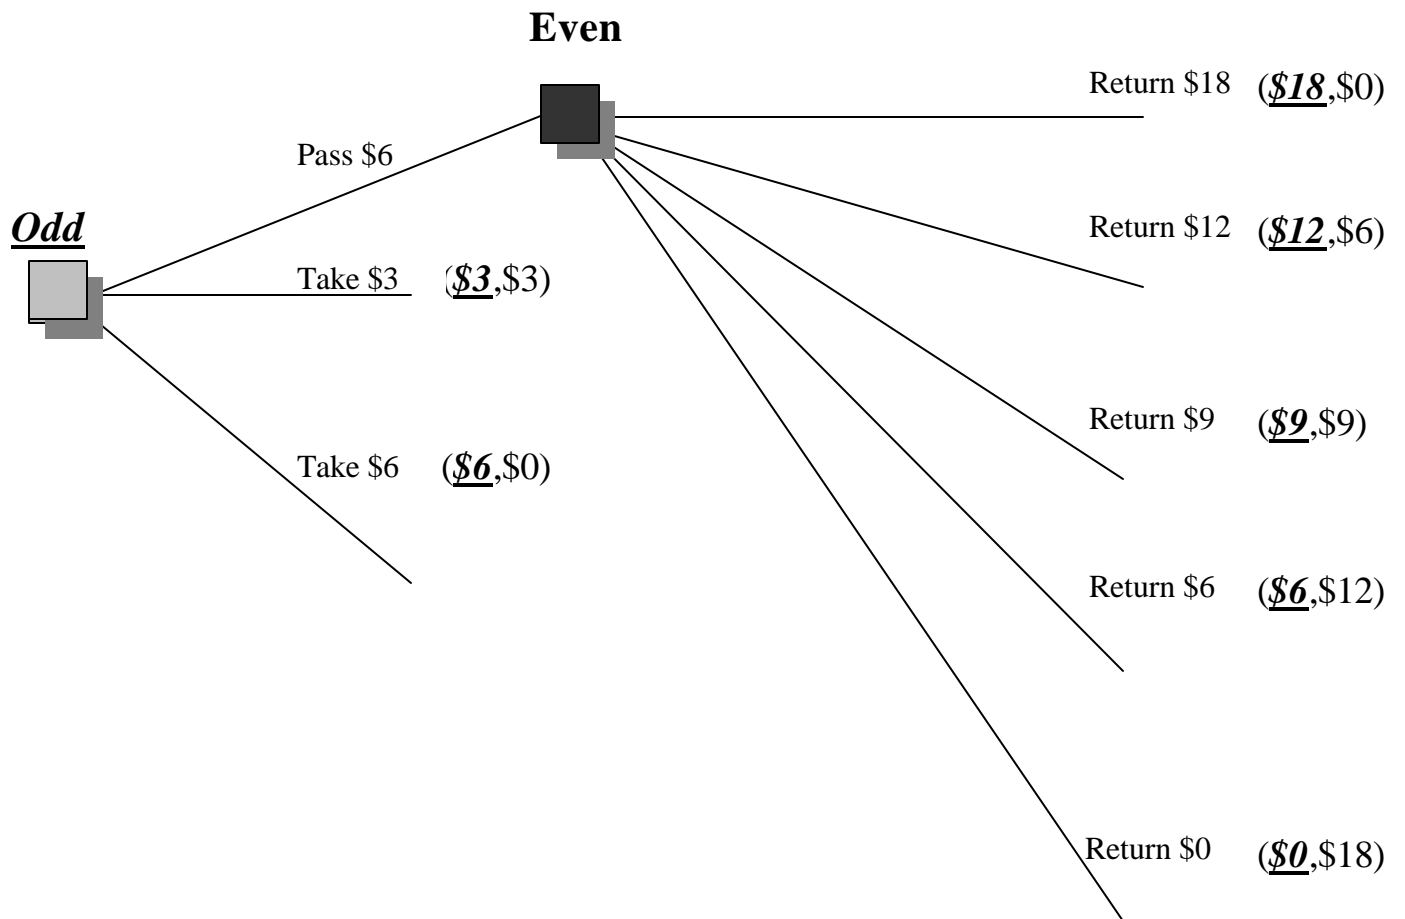 Even
Return $18 ($18,$0)
Pass $6
Odd
Return $12 ($12,$6)
Take $3 ($3,$3)
Return $9 ($9,$9)
Take $6 ($6,$0)
Return $6 ($6,$12)
Return $0 ($0,$18)